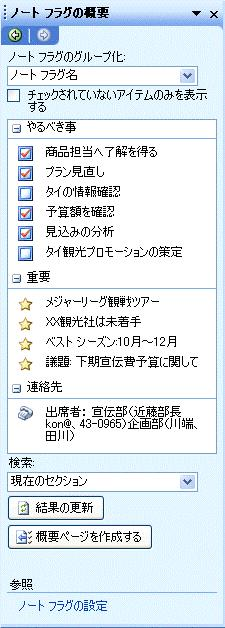 ノート フラグの概要
ノート フラグのグループ化:
ノート フラグ名
チェックされていないアイテムのみを表示
する
やるべき事
商品担当へ了解を得る
プラン見直し
タイの情報確認
予算額を確認
見込みの分析
タイ観光プロモーションの策定
重要
メジャーリーグ観戦ツアー
XX観光社は未着手
ベスト シーズン:10月~12月
議題: 下期宣伝費予算に関して
連絡先
出席者: 宣伝部(近藤部長
kon@、43-0965)企画部(川端、
田川)
検索:
現在のセクション
結果の更新
概要ページを作成する
参照
ノート フラグの設定